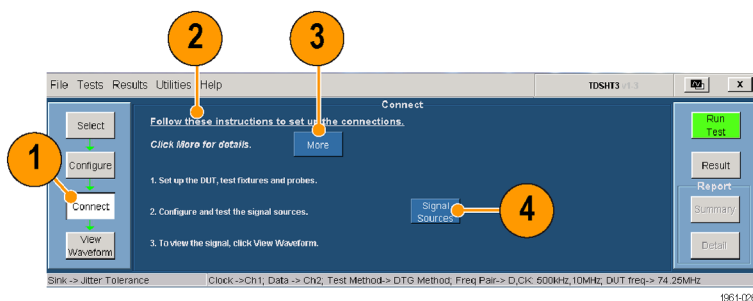 2
3
File Tests Results Utilities Help
TDSHT3 v1.3
X
Connect
Select
Follow these instructions to set up the connections.
Run
Test
Click More for details.
More
1
Configure
Result
1. Set up the DUT, test fixtures and probes.
Report
Connect
2. Configure and test the signal sources.
Signal
Sources
4
Summary
View
Waveform
3. To view the signal, click View Waveform.
Detail
Sink -> Jitter Tolerance
Clock ->Ch1; Data -> Ch2; Test Method-> DTG Method; Freq Pair-> D,CK: 500kHz,10MHz; DUT freq-> 74.25MHz